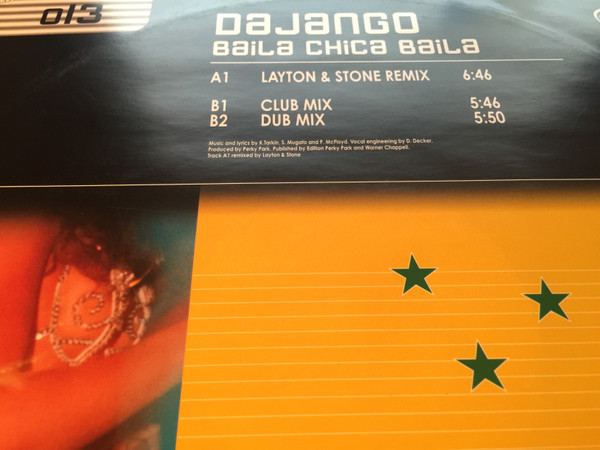 013
DaJanGO
BaiLa CHICa BaiLa
A1 LAYTON & STONE REMIX 6:46
B1 CLUB MIX 5:46
B2 DUB MIX 5:50
Music and lyrics by K.Tarkin, S. Mugato and P. McFloyd. Vocal engineering by D. Decker.
Produced by Perky Park. Published by Edition Perky Park and Warner Chappell.
Track A1 remixed by Layton & Stone